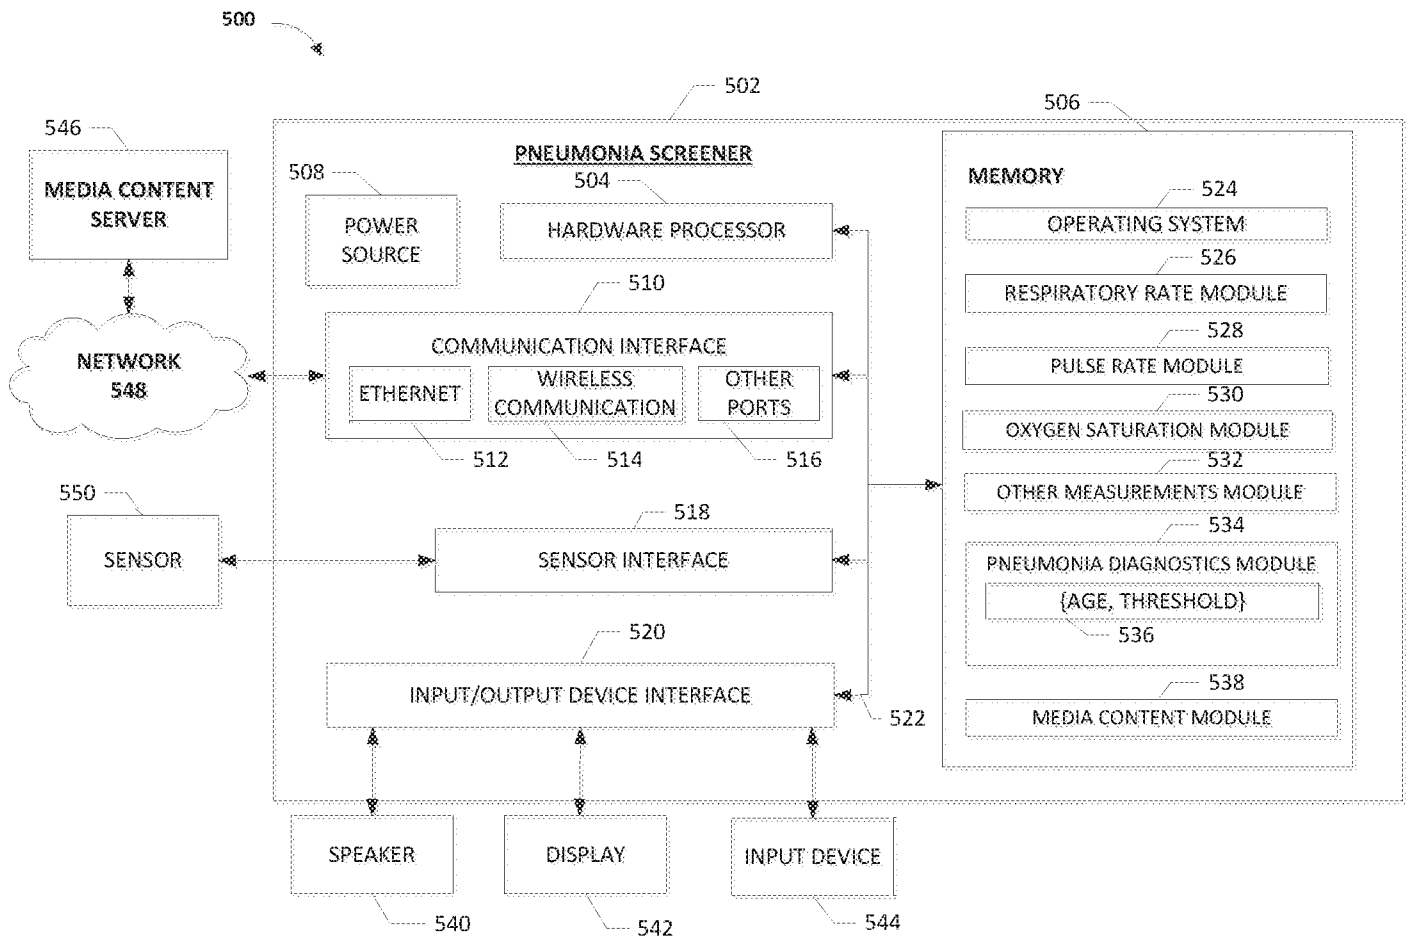 500
502
506
546
PNEUMONIA SCREENER
MEDIA CONTENT
SERVER
508
504
MEMORY
524
POWER
SOURCE
HARDWARE PROCESSOR
OPERATING SYSTEM
526
510
RESPIRATORY RATE MODULE
528
NETWORK
548
COMMUNICATION INTERFACE
ETHERNET
WIRELESS
COMMUNICATION
OTHER
PORTS
PULSE RATE MODULE
530
OXYGEN SATURATION MODULE
512
514
516
532
550
OTHER MEASUREMENTS MODULE
518
534
SENSOR
SENSOR INTERFACE
PNEUMONIA DIAGNOSTICS MODULE
{AGE, THRESHOLD}
536
520
538
INPUT/OUTPUT DEVICE INTERFACE
522
MEDIA CONTENT MODULE
SPEAKER
DISPLAY
INPUT DEVICE
540
542
544